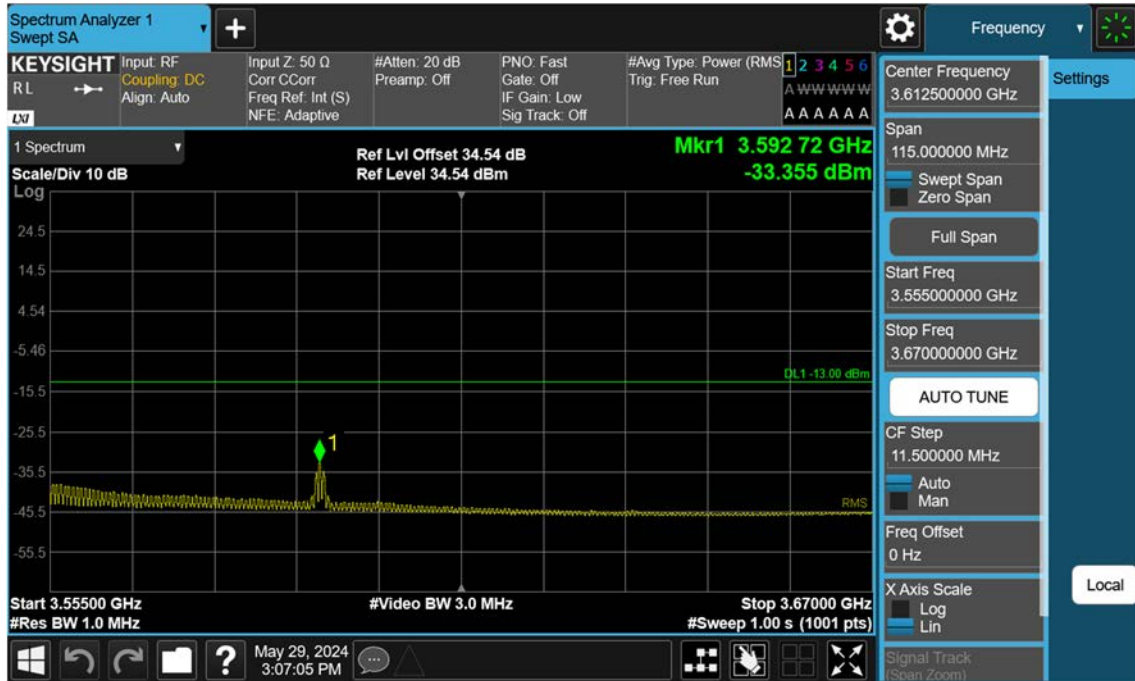 Spectrum Analyzer 1
Swept SA
+
Frequency
KEYSIGHT
RL
LXI
Input: RF
Coupling: DC
Align: Auto
Input Z: 50 Ω
Corr CCorr
Freq Ref: Int (S)
NFE: Adaptive
#Atten: 20 dB
Preamp: Off
PNO: Fast
Gate: Off
IF Gain: Low
Sig Track: Off
#Avg Type: Power (RMS
Trig: Free Run
1 2 3 4 5 6
A W W W W W
A A A A A A
1 Spectrum
Scale/Div 10 dB
Ref Lvl Offset 34.54 dB
Ref Level 34.54 dBm
Mkr1 3.592 72 GHz
-33.355 dBm
Log
24.5
14.5
4.54
-5.46
DL1 -13.00 dBm
-15.5
-25.5
1
-35.5
RMS
-45.5
-55.5
Start 3.55500 GHz
#Res BW 1.0 MHz
#Video BW 3.0 MHz
Stop 3.67000 GHz
#Sweep 1.00 s (1001 pts)
Center Frequency
3.612500000 GHz
Span
115.000000 MHz
Swept Span
Zero Span
Full Span
Start Freq
3.555000000 GHz
Stop Freq
3.670000000 GHz
AUTO TUNE
CF Step
11.500000 MHz
Auto
Man
Freq Offset
0 Hz
X Axis Scale
Log
Lin
Signal Track
(Span Zoom)
Settings
Local
?
May 29, 2024
3:07:05 PM